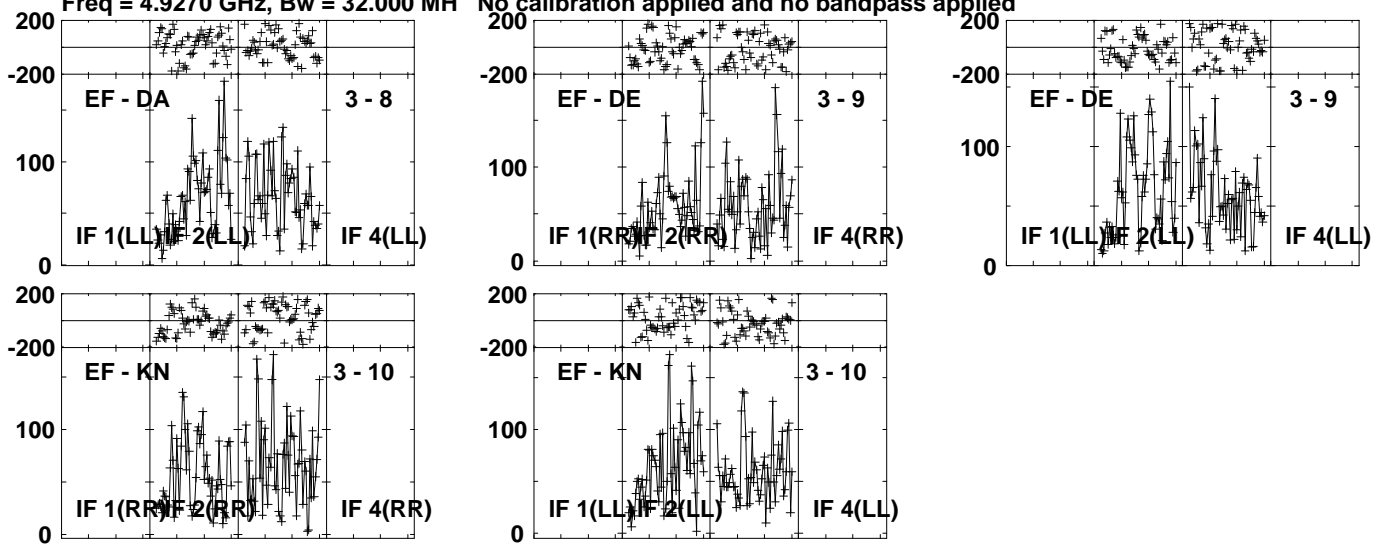 Freq = 4.9270 GHz, Bw = 32.000 MH No calibration applied and no bandpass applied
200
-200
EF - DA 3 - 8
100
IF 1(LL) IF 2(LL) IF 4(LL)
0
200
-200
EF - DE 3 - 9
100
IF 1(RR) IF 2(RR) IF 4(RR)
0
200
-200
EF - DE 3 - 9
100
IF 1(LL) IF 2(LL) IF 4(LL)
0
200
-200
EF - KN 3 - 10
100
IF 1(RR) IF 2(RR) IF 4(RR)
0
200
-200
EF - KN 3 - 10
100
IF 1(LL) IF 2(LL) IF 4(LL)
0